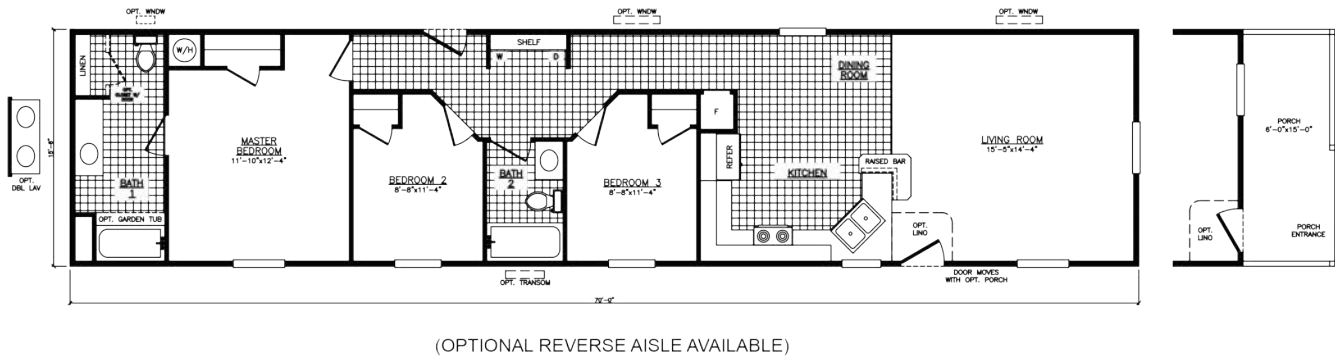 OPT. WNDW
OPT. WNDW
OPT. WNDW
LINEN
W/H
SHELF
W D
DINING
ROOM
F
REFER
MASTER
BEDROOM
11'-10"x12'-4"
BEDROOM 2
8'-8"x11'-4"
BATH
2
BEDROOM 3
8'-8"x11'-4"
KITCHEN
RAISED BAR
LIVING ROOM
15'-5"x14'-4"
PORCH
6'-0"x15'-0"
OPT.
DBL LAV
15'-6"
BATH
1
OPT. GARDEN TUB
OPT.
LINO
OPT.
LINO
PORCH
ENTRANCE
OPT. TRANSOM
DOOR MOVES
WITH OPT. PORCH
70'-0"
(OPTIONAL REVERSE AISLE AVAILABLE)